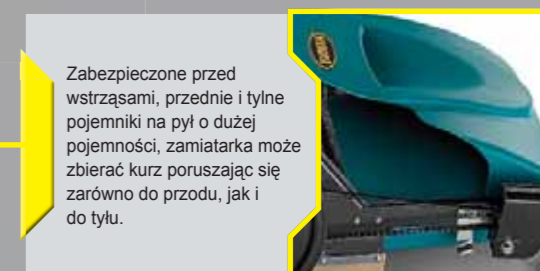 Zabezpieczone przed
wstrząsami, przednie i tylne
pojemniki na pył o dużej
pojemności, zamiatarka może
zbierać kurz poruszając się
zarówno do przodu, jak i
do tyłu.